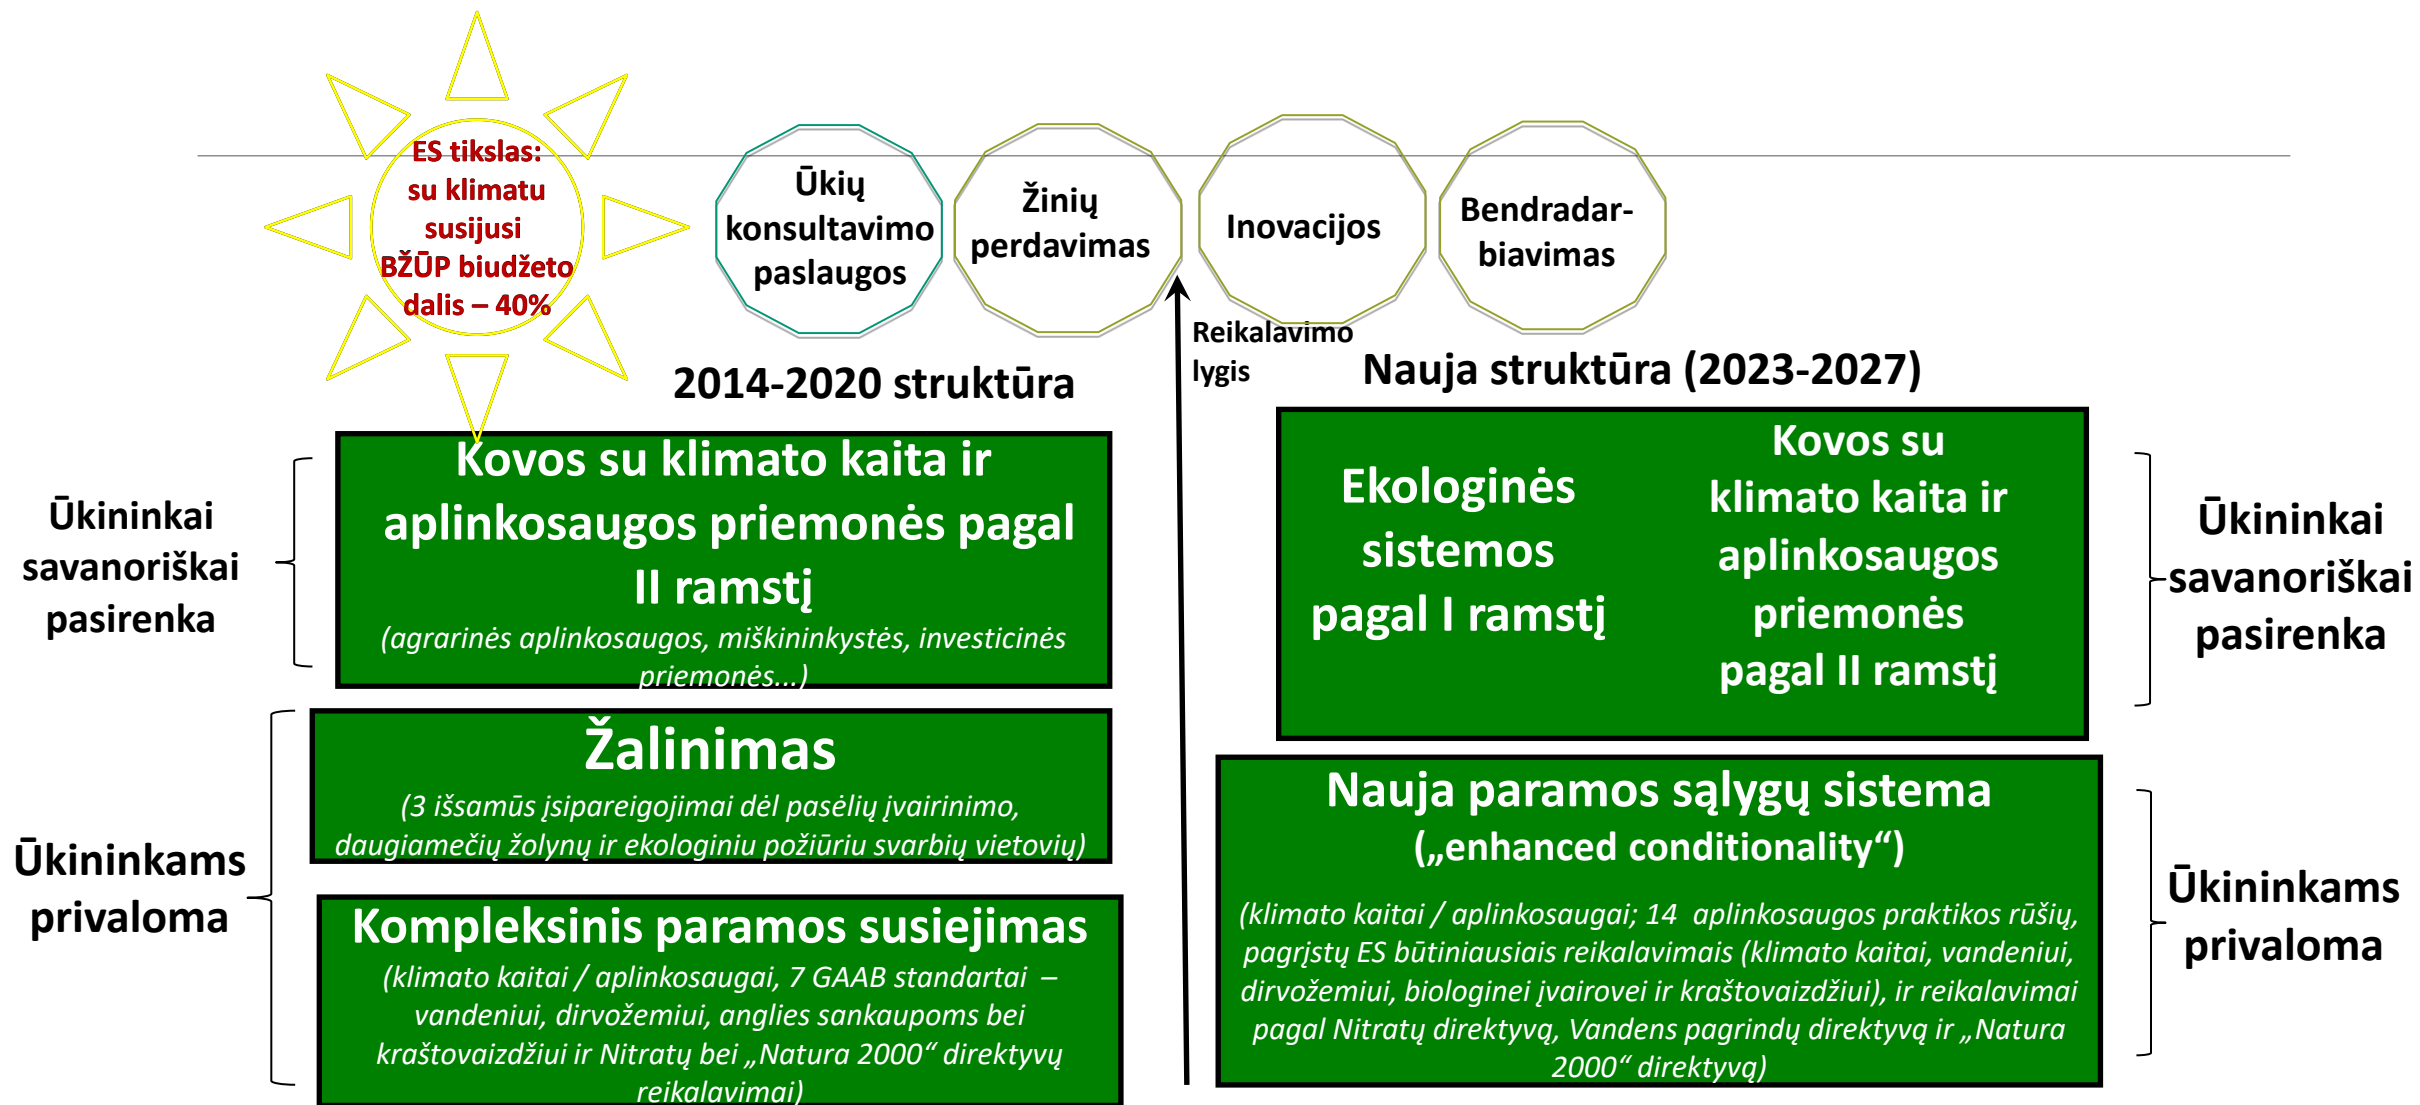 ES tikslas:
su klimatu
susijusi
BŽŪP biudžeto
dalis – 40%
Ūkių
konsultavimo
paslaugos
Žinių
perdavimas
Inovacijos
Bendradar-
biavimas
Reikalavimo
lygis
2014-2020 struktūra
Nauja struktūra (2023-2027)
Ūkininkai
savanoriškai
pasirenka
Kovos su klimato kaita ir
aplinkosaugos priemonės pagal
II ramstį
(agrarinės aplinkosaugos, miškininkystės, investicinės
priemonės...)
Ekologinės
sistemos
pagal I ramstį
Kovos su
klimato kaita ir
aplinkosaugos
priemonės
pagal II ramstį
Ūkininkai
savanoriškai
pasirenka
Ūkininkams
privaloma
Žalinimas
(3 išsamūs įsipareigojimai dėl pasėlių įvairinimo,
daugiamečių žolynų ir ekologiniu požiūriu svarbių vietovių)
Kompleksinis paramos susiejimas
(klimato kaitai / aplinkosaugai, 7 GAAB standartai –
vandeniui, dirvožemiui, anglies sankaupoms bei
kraštovaizdžiui ir Nitratų bei „Natura 2000“ direktyvų
reikalavimai)
Nauja paramos sąlygų sistema
(„enhanced conditionality“)
(klimato kaitai / aplinkosaugai; 14 aplinkosaugos praktikos rūšių,
pagrįstų ES būtiniausiais reikalavimais (klimato kaitai, vandeniui,
dirvožemiui, biologinei įvairovei ir kraštovaizdžiui), ir reikalavimai
pagal Nitratų direktyvą, Vandens pagrindų direktyvą ir „Natura
2000“ direktyvą)
Ūkininkams
privaloma